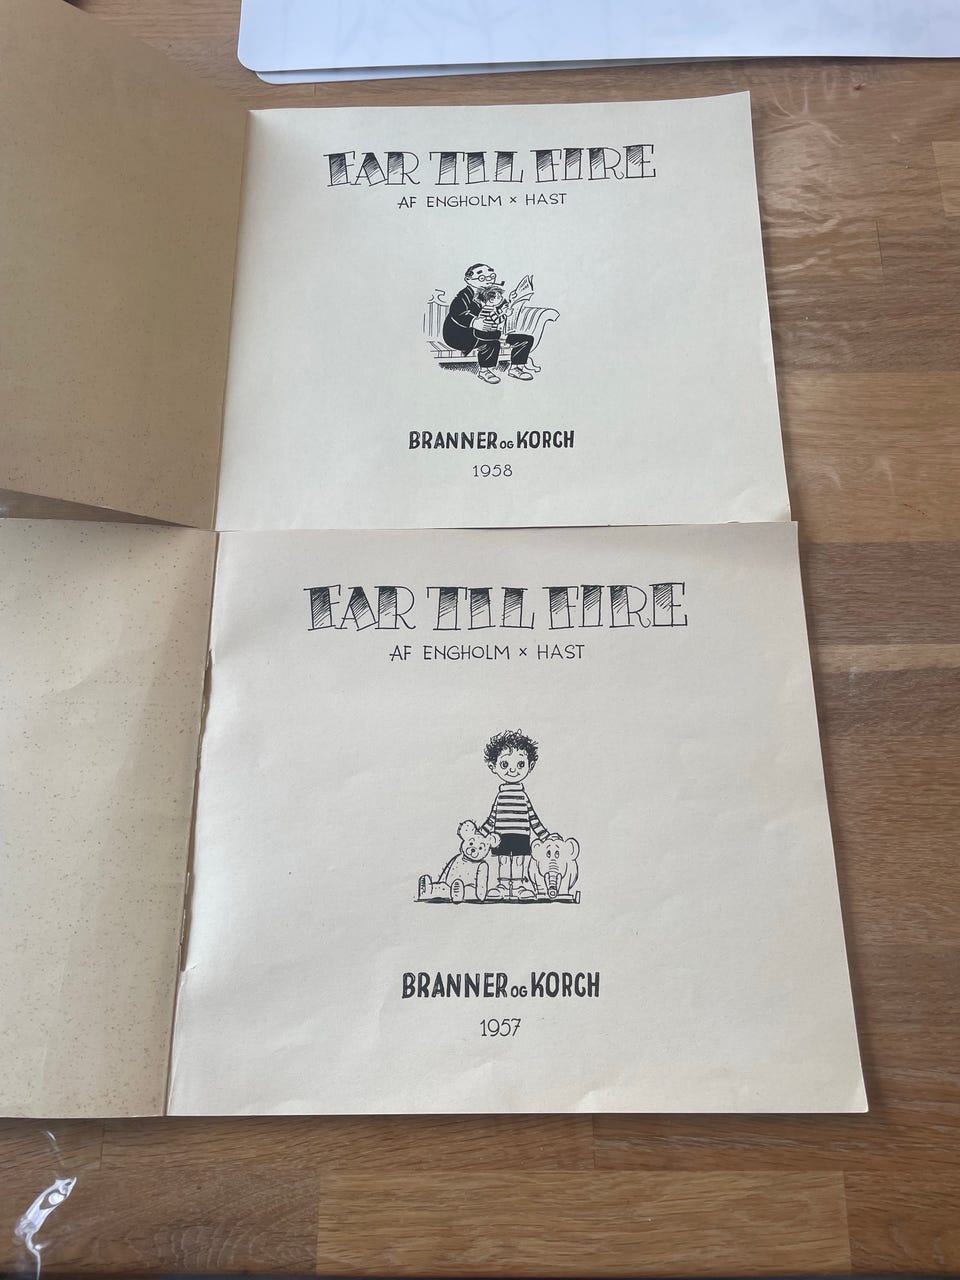 FAR TIL FIRE
AF ENGHOLM × HAST
BRANNER OG KORCH
1958
FAR TIL FIRE
AF ENGHOLM × HAST
BRANNER OG KORCH
1957